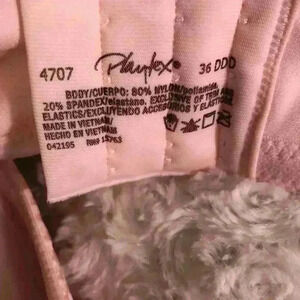 4707 Playtex® 36 DDD
BODY/CUERPO: 80% NYLON/poliamida,
20% SPANDEX/elastano. EXCLUSIVE OF TRIM AND
ELASTICS/EXCLUYENDO ACCESORIOS Y ELASTICOS.
MADE IN VIETNAM/
HECHO EN VIETNAM
042195 RN#